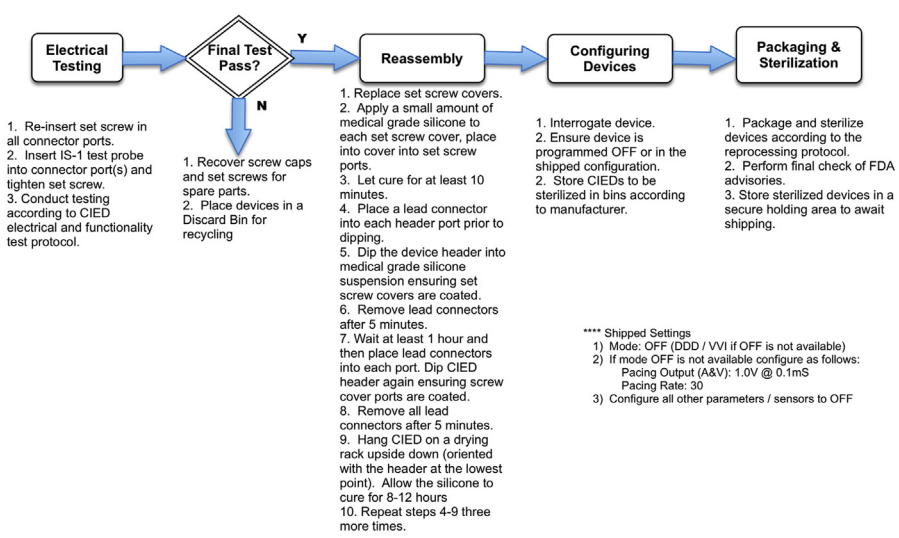 Electrical
Testing
Final Test
Pass?
Y
N
Reassembly
Configuring
Devices
Packaging &
Sterilization
1. Re-insert set screw in
all connector ports.
2. Insert IS-1 test probe
into connector port(s) and
tighten set screw.
3. Conduct testing
according to CIED
electrical and functionality
test protocol.
1. Recover screw caps
and set screws for
spare parts.
2. Place devices in a
Discard Bin for
recycling
1. Replace set screw covers.
2. Apply a small amount of
medical grade silicone to
each set screw cover, place
into cover into set screw
ports.
3. Let cure for at least 10
minutes.
4. Place a lead connector
into each header port prior to
dipping.
5. Dip the device header into
medical grade silicone
suspension ensuring set
screw covers are coated.
6. Remove lead connectors
after 5 minutes.
7. Wait at least 1 hour and
then place lead connectors
into each port. Dip CIED
header again ensuring screw
cover ports are coated.
8. Remove all lead
connectors after 5 minutes.
9. Hang CIED on a drying
rack upside down (oriented
with the header at the lowest
point). Allow the silicone to
cure for 8-12 hours
10. Repeat steps 4-9 three
more times.
1. Interrogate device.
2. Ensure device is
programmed OFF or in the
shipped configuration.
2. Store CIEDs to be
sterilized in bins according
to manufacturer.
1. Package and sterilize
devices according to the
reprocessing protocol.
2. Perform final check of FDA
advisories.
3. Store sterilized devices in a
secure holding area to await
shipping.
**** Shipped Settings
1) Mode: OFF (DDD / VVI if OFF is not available)
2) If mode OFF is not available configure as follows:
Pacing Output (A&V): 1.0V @ 0.1mS
Pacing Rate: 30
3) Configure all other parameters / sensors to OFF